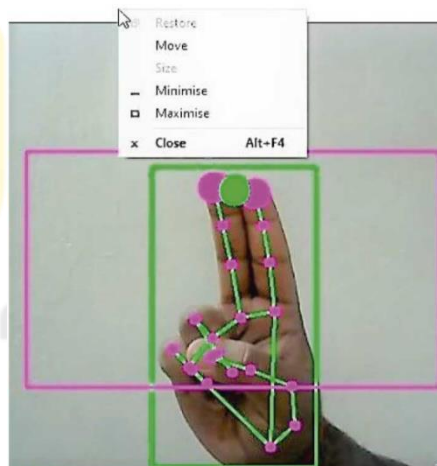 Restore
Move
Size
Minimise
Maximise
x Close Alt+F4